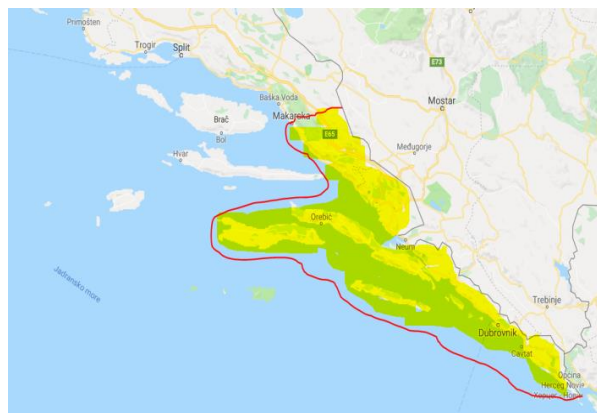 Primošten
Trogir
Split
E73
Baška Voda
Makarska
Mostar
Brač
Bol
E65
Hvar
Međugorje
Orebić
Neum
Jadransko more
Trebinje
Dubrovnik
Cavtat
Općina
Herceg Novi